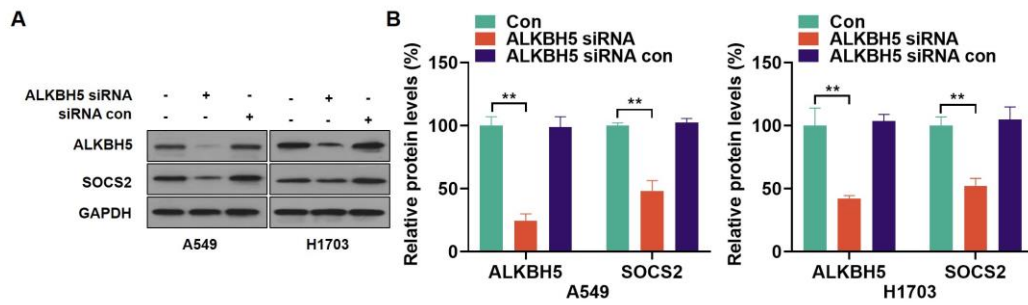 A
ALKBH5 siRNA - + - - + -
siRNA con - - + - - +
ALKBH5
SOCS2
GAPDH
A549 H1703
B
Con
ALKBH5 siRNA
ALKBH5 siRNA con
Relative protein levels (%)
150
100
50
0
** **
ALKBH5 SOCS2
A549
Con
ALKBH5 siRNA
ALKBH5 siRNA con
Relative protein levels (%)
150
100
50
0
** **
ALKBH5 SOCS2
H1703